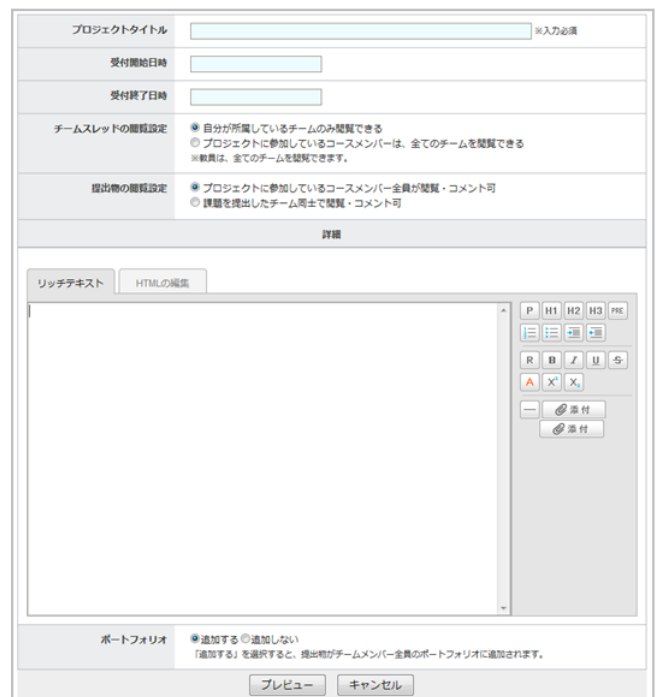 プロジェクトタイトル ※入力必須
受付開始日時
受付終了日時
チームスレッドの閲覧設定 自分が所属しているチームのみ閲覧できる
プロジェクトに参加しているコースメンバーは、全てのチームを閲覧できる
※教員は、全てのチームを閲覧できます。
提出物の閲覧設定 プロジェクトに参加しているコースメンバー全員が閲覧・コメント可
課題を提出したチーム同士で閲覧・コメント可
詳細
リッチテキスト HTMLの編集
P H1 H2 H3 PRE
R B I U S
A X² X₂
添付
添付
ポートフォリオ 追加する 追加しない
「追加する」を選択すると、提出物がチームメンバー全員のポートフォリオに追加されます。
プレビュー キャンセル